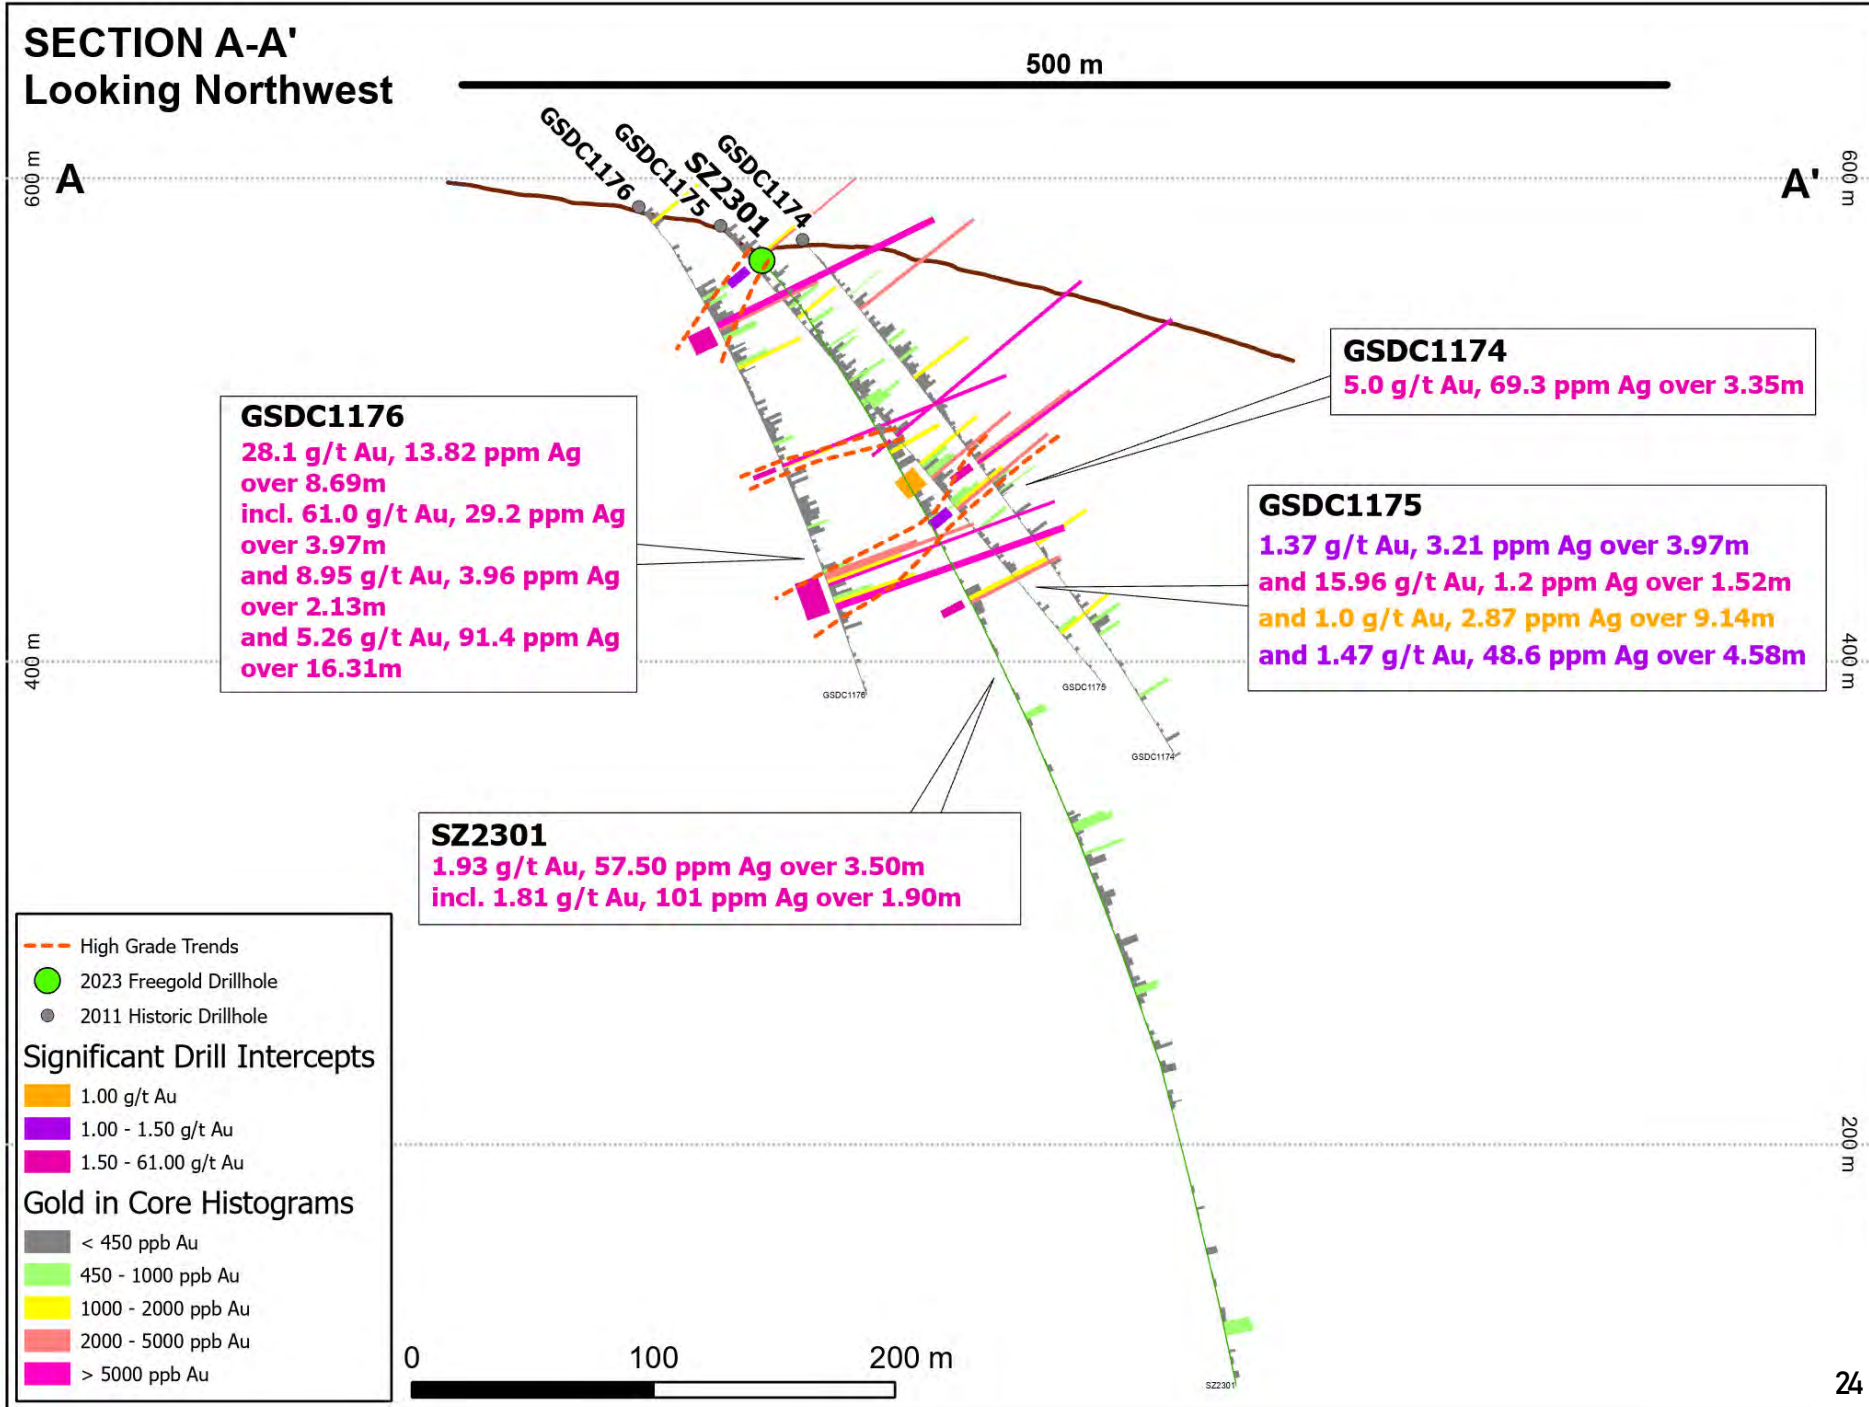 SECTION A-A'
Looking Northwest
500 m
600 m
A
GSDC1176
GSDC1175
SZ2301
GSDC1174
A'
600 m
GSDC1174
5.0 g/t Au, 69.3 ppm Ag over 3.35m
GSDC1176
28.1 g/t Au, 13.82 ppm Ag
over 8.69m
incl. 61.0 g/t Au, 29.2 ppm Ag
over 3.97m
and 8.95 g/t Au, 3.96 ppm Ag
over 2.13m
and 5.26 g/t Au, 91.4 ppm Ag
over 16.31m
GSDC1175
1.37 g/t Au, 3.21 ppm Ag over 3.97m
and 15.96 g/t Au, 1.2 ppm Ag over 1.52m
and 1.0 g/t Au, 2.87 ppm Ag over 9.14m
and 1.47 g/t Au, 48.6 ppm Ag over 4.58m
400 m
400 m
GSDC1176
GSDC1175
GSDC1174
SZ2301
1.93 g/t Au, 57.50 ppm Ag over 3.50m
incl. 1.81 g/t Au, 101 ppm Ag over 1.90m
High Grade Trends
2023 Freegold Drillhole
2011 Historic Drillhole
Significant Drill Intercepts
1.00 g/t Au
1.00 - 1.50 g/t Au
1.50 - 61.00 g/t Au
Gold in Core Histograms
< 450 ppb Au
450 - 1000 ppb Au
1000 - 2000 ppb Au
2000 - 5000 ppb Au
> 5000 ppb Au
200 m
0 100 200 m
SZ2301
24